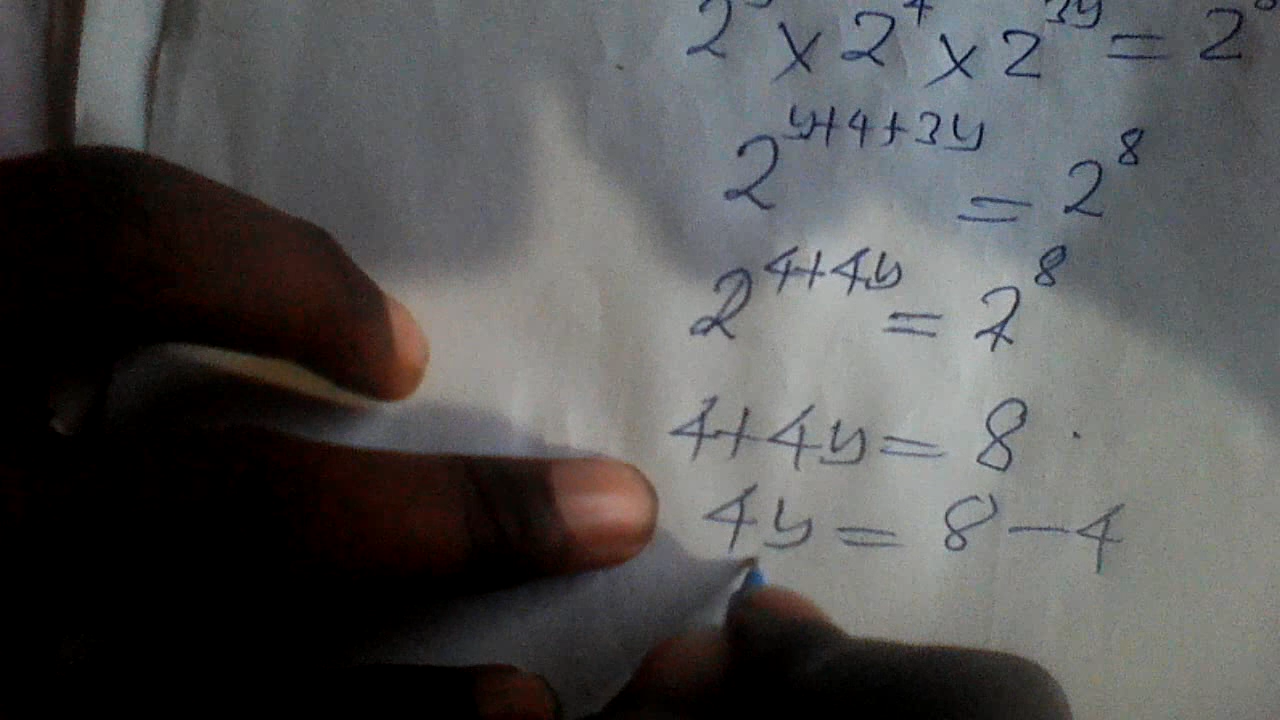 2^y × 2^4 × 2^3y = 2^8
2^y+4+3y = 2^8
2^4+4y = 2^8
4+4y = 8
4y = 8-4